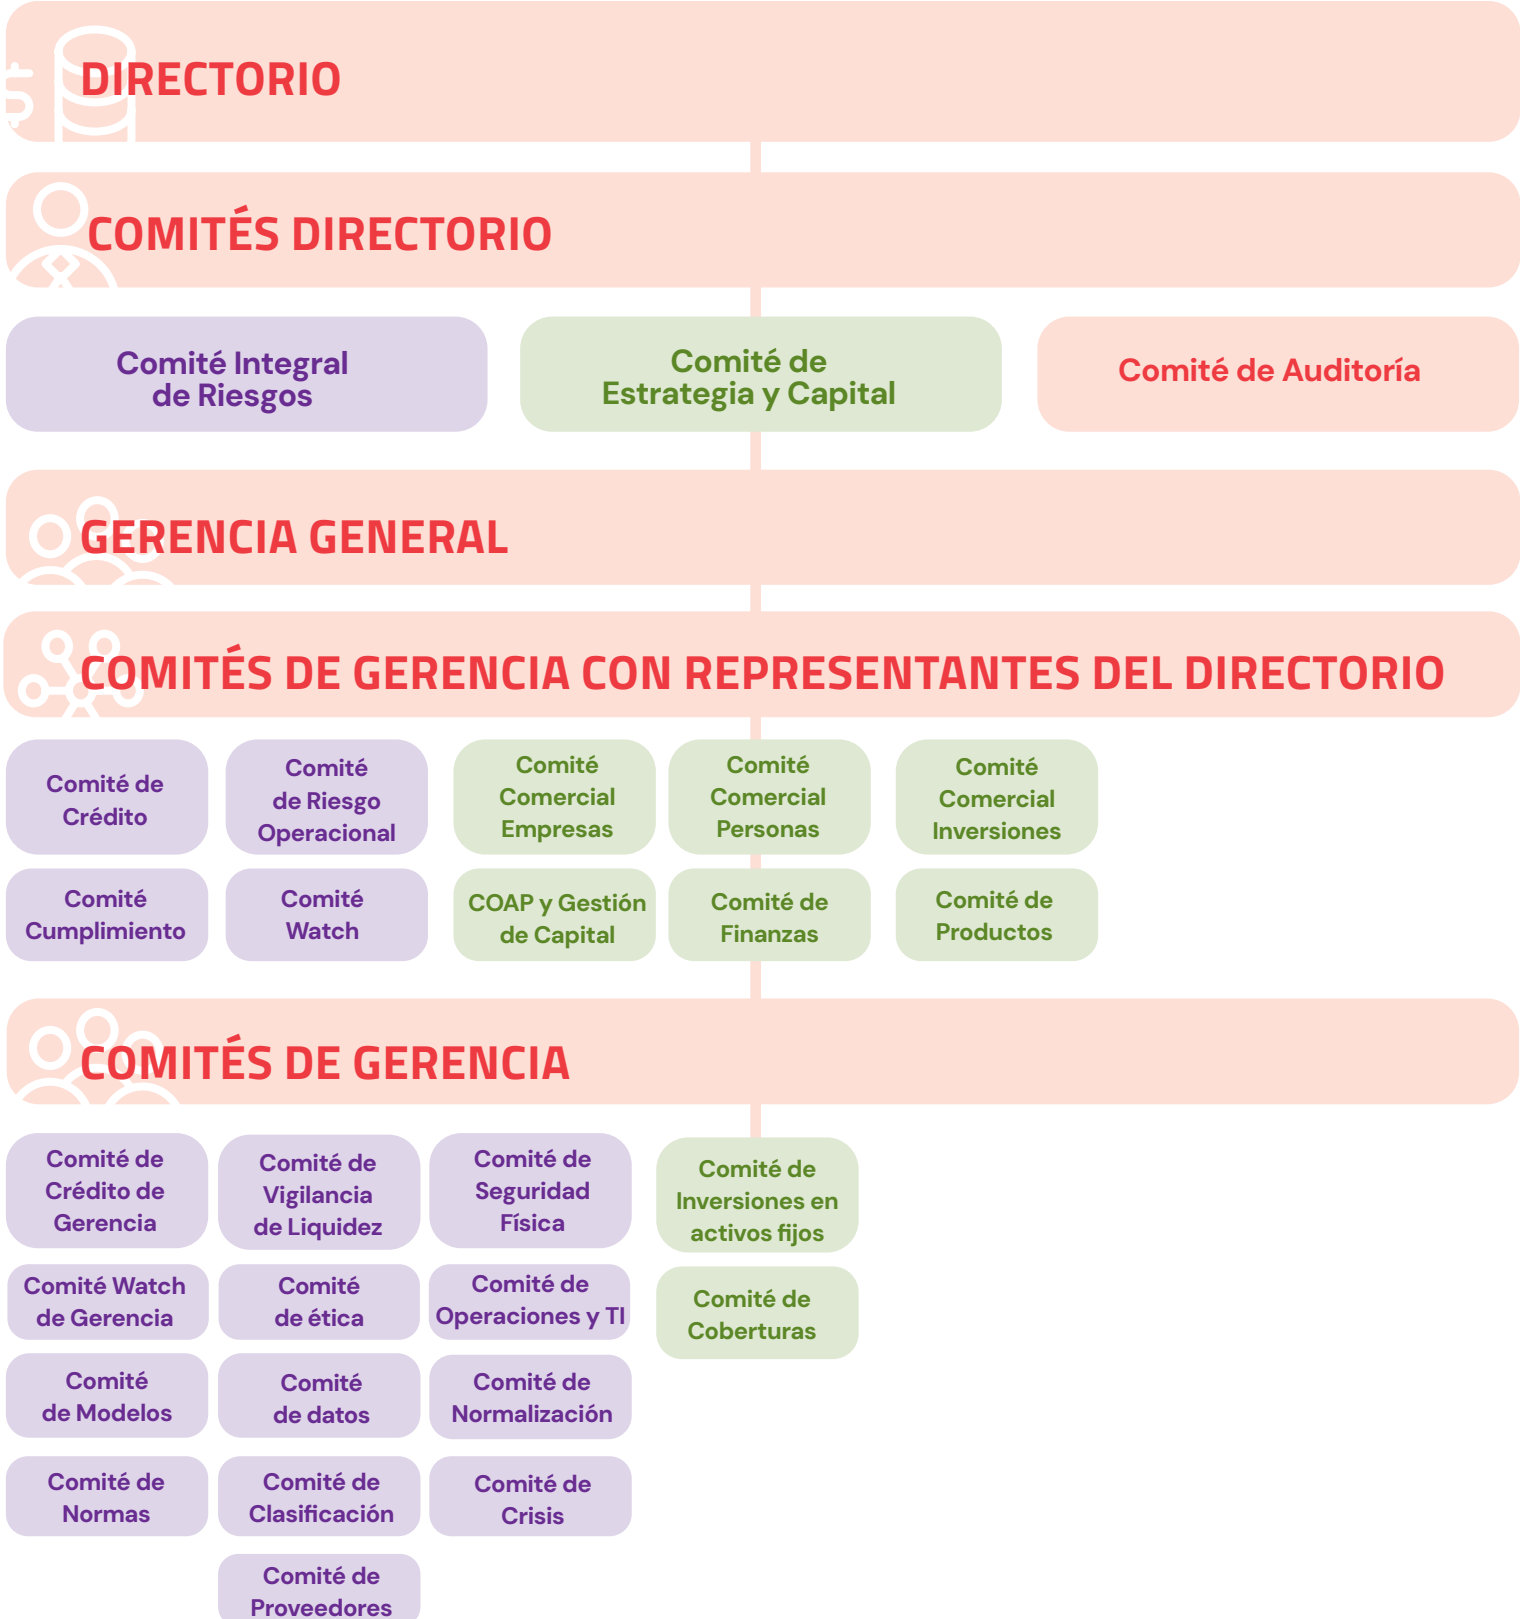 DIRECTORIO
COMITÉS DIRECTORIO
Comité Integral
de Riesgos
Comité de
Estrategia y Capital
Comité de Auditoría
GERENCIA GENERAL
COMITÉS DE GERENCIA CON REPRESENTANTES DEL DIRECTORIO
Comité de
Crédito
Comité
de Riesgo
Operacional
Comité
Comercial
Empresas
Comité
Comercial
Personas
Comité
Comercial
Inversiones
Comité
Cumplimiento
Comité
Watch
COAP y Gestión
de Capital
Comité de
Finanzas
Comité de
Productos
COMITÉS DE GERENCIA
Comité de
Crédito de
Gerencia
Comité de
Vigilancia
de Liquidez
Comité de
Seguridad
Física
Comité de
Inversiones en
activos fijos
Comité Watch
de Gerencia
Comité
de ética
Comité de
Operaciones y TI
Comité de
Coberturas
Comité
de Modelos
Comité
de datos
Comité de
Normalización
Comité de
Normas
Comité de
Clasificación
Comité de
Crisis
Comité de
Proveedores